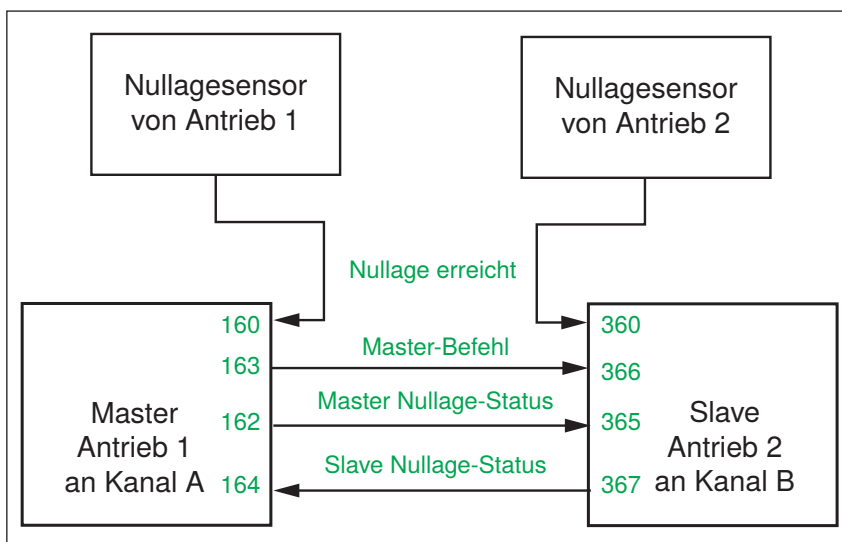 Nullagesensor
von Antrieb 1
Nullagesensor
von Antrieb 2
Nullage erreicht
160
360
163
Master-Befehl
366
Master
Antrieb 1
an Kanal A
162
Master Nullage-Status
365
Slave
Antrieb 2
an Kanal B
164
Slave Nullage-Status
367